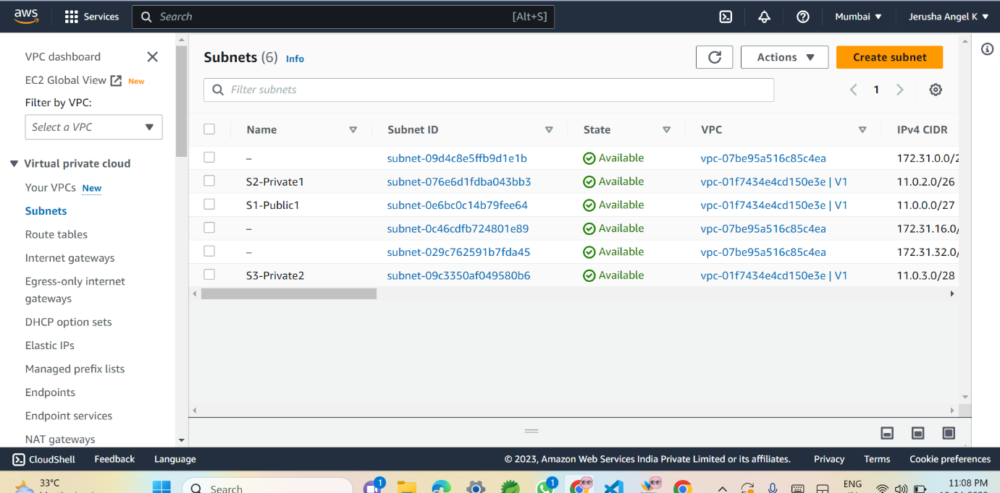 aws
Services
Search
[Alt+S]
Mumbai
Jerusha Angel K
VPC dashboard
EC2 Global View New
Filter by VPC:
Select a VPC
Virtual private cloud
Your VPCs New
Subnets
Route tables
Internet gateways
Egress-only internet
gateways
DHCP option sets
Elastic IPs
Managed prefix lists
Endpoints
Endpoint services
NAT gateways
Subnets (6) Info
Actions
Create subnet
Filter subnets
1
Name Subnet ID State VPC IPv4 CIDR
– subnet-09d4c8e5ffb9d1e1b Available vpc-07be95a516c85c4ea 172.31.0.0/2
S2-Private1 subnet-076e6d1fdba043bb3 Available vpc-01f7434e4cd150e3e | V1 11.0.2.0/26
S1-Public1 subnet-0e6bc0c14b79fee64 Available vpc-01f7434e4cd150e3e | V1 11.0.0.0/27
– subnet-0c46cdfb724801e89 Available vpc-07be95a516c85c4ea 172.31.16.0/
– subnet-029c762591b7fda45 Available vpc-07be95a516c85c4ea 172.31.32.0/
S3-Private2 subnet-09c3350af049580b6 Available vpc-01f7434e4cd150e3e | V1 11.0.3.0/28
CloudShell Feedback Language © 2023, Amazon Web Services India Private Limited or its affiliates. Privacy Terms Cookie preferences
33°C
Search
1
1
ENG
11:08 PM